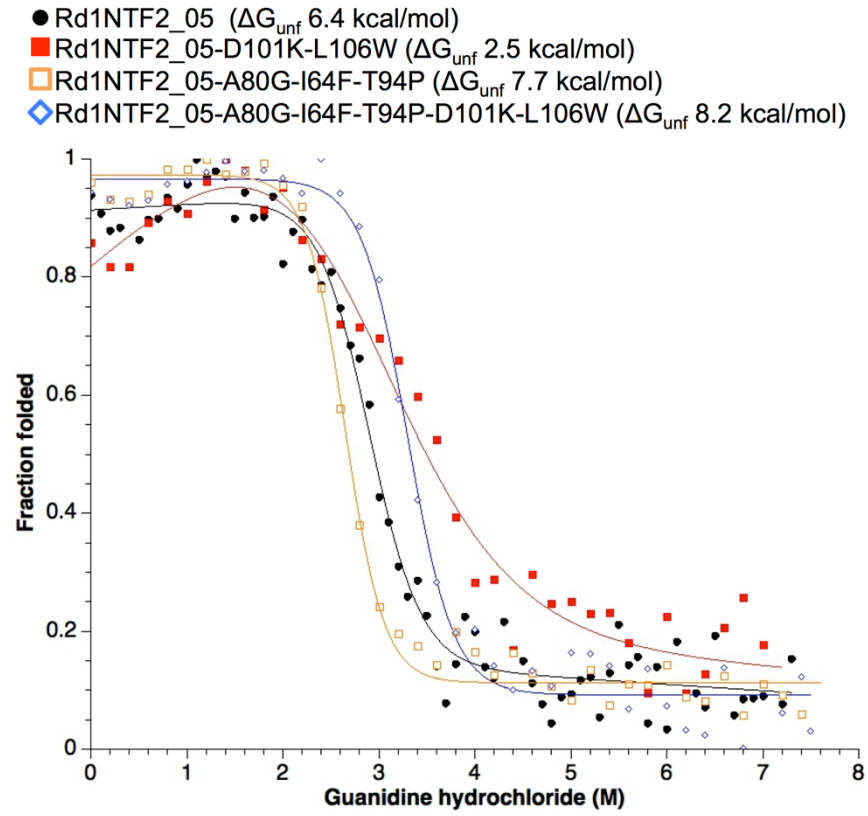 Rd1NTF2_05 (ΔGunf 6.4 kcal/mol)
Rd1NTF2_05-D101K-L106W (ΔGunf 2.5 kcal/mol)
Rd1NTF2_05-A80G-I64F-T94P (ΔGunf 7.7 kcal/mol)
Rd1NTF2_05-A80G-I64F-T94P-D101K-L106W (ΔGunf 8.2 kcal/mol)
1
0.8
0.6
0.4
0.2
0
Fraction folded
0 1 2 3 4 5 6 7 8
Guanidine hydrochloride (M)